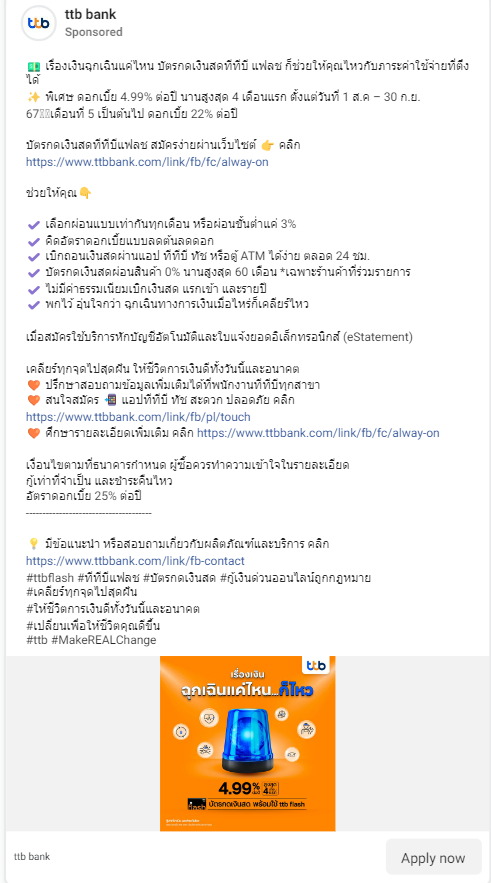 ttb
ttb bank
Sponsored
💵 เรื่องเงินฉุกเฉินแค่ไหน บัตรกดเงินสดทีทีบี แฟลช ก็ช่วยให้คุณไหวกับภาระค่าใช้จ่ายที่ตึง
ได้
✨ พิเศษ ดอกเบี้ย 4.99% ต่อปี นานสูงสุด 4 เดือนแรก ตั้งแต่วันที่ 1 ส.ค – 30 ก.ย.
67เดือนที่ 5 เป็นต้นไป ดอกเบี้ย 22% ต่อปี
บัตรกดเงินสดทีทีบีแฟลช สมัครง่ายผ่านเว็บไซต์ 👉 คลิก
https://www.ttbbank.com/link/fb/fc/alway-on
ช่วยให้คุณ👇
✔ เลือกผ่อนแบบเท่ากันทุกเดือน หรือผ่อนขั้นต่ำแค่ 3%
✔ คิดอัตราดอกเบี้ยแบบลดต้นลดดอก
✔ เบิกถอนเงินสดผ่านแอป ทีทีบี ทัช หรือตู้ ATM ได้ง่าย ตลอด 24 ชม.
✔ บัตรกดเงินสดผ่อนสินค้า 0% นานสูงสุด 60 เดือน *เฉพาะร้านค้าที่ร่วมรายการ
✔ ไม่มีค่าธรรมเนียมเบิกเงินสด แรกเข้า และรายปี
✔ พกไว้ อุ่นใจกว่า ฉุกเฉินทางการเงินเมื่อไหร่ก็เคลียร์ไหว
เมื่อสมัครใช้บริการหักบัญชีอัตโนมัติและใบแจ้งยอดอิเล็กทรอนิกส์ (eStatement)
เคลียร์ทุกจุดไปสุดฝัน ให้ชีวิตการเงินดีทั้งวันนี้และอนาคต
🧡 ปรึกษาสอบถามข้อมูลเพิ่มเติมได้ที่พนักงานทีทีบีทุกสาขา
🧡 สนใจสมัคร 📲 แอปทีทีบี ทัช สะดวก ปลอดภัย คลิก
https://www.ttbbank.com/link/fb/pl/touch
🧡 ศึกษารายละเอียดเพิ่มเติม คลิก https://www.ttbbank.com/link/fb/fc/alway-on
เงื่อนไขตามที่ธนาคารกำหนด ผู้ซื้อควรทำความเข้าใจในรายละเอียด
กู้เท่าที่จำเป็น และชำระคืนไหว
อัตราดอกเบี้ย 25% ต่อปี
--------------------------------------
💡 มีข้อแนะนำ หรือสอบถามเกี่ยวกับผลิตภัณฑ์และบริการ คลิก
https://www.ttbbank.com/link/fb-contact
#ttbflash #ทีทีบีแฟลช #บัตรกดเงินสด #กู้เงินด่วนออนไลน์ถูกกฎหมาย
#เคลียร์ทุกจุดไปสุดฝัน
#ให้ชีวิตการเงินดีทั้งวันนี้และอนาคต
#เปลี่ยนเพื่อให้ชีวิตคุณดีขึ้น
#ttb #MakeREALChange
ttb
เรื่องเงิน
ฉุกเฉินแค่ไหน...ก็ไหว
4.99%
บัตรกดเงินสด พร้อมใช้ ttb flash
ttb bank
Apply now